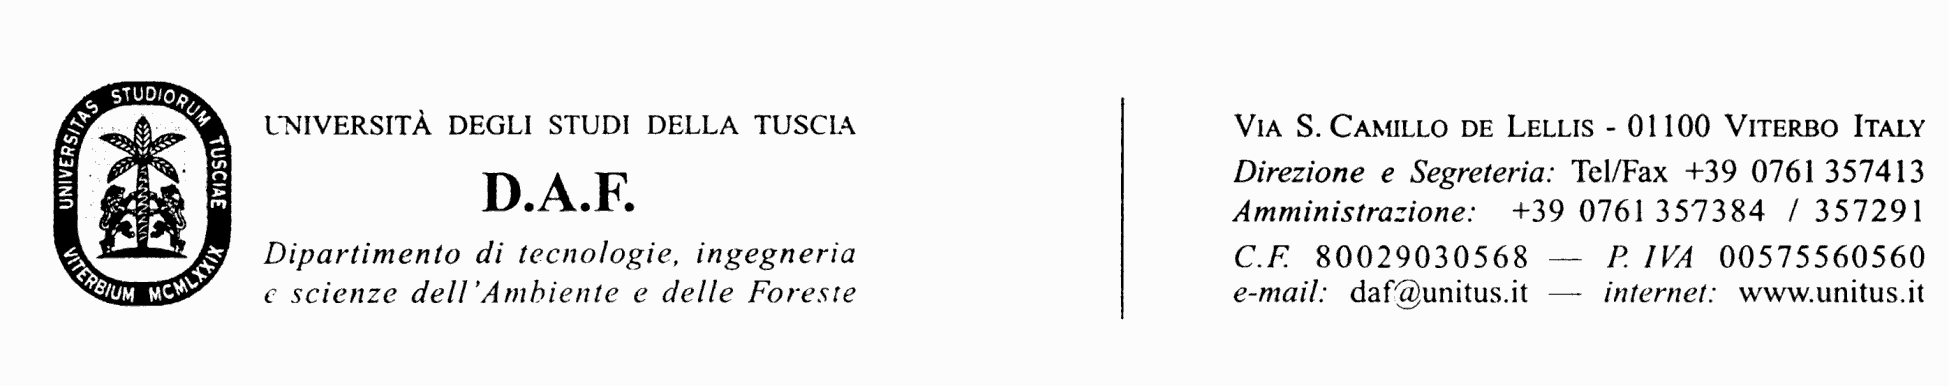 UNIVERSITAS STUDIORUM TUSCIAE
VITERBIUM MCMLXXIX
UNIVERSITÀ DEGLI STUDI DELLA TUSCIA
D.A.F.
Dipartimento di tecnologie, ingegneria
e scienze dell'Ambiente e delle Foreste
VIA S. CAMILLO DE LELLIS - 01100 VITERBO ITALY
Direzione e Segreteria: Tel/Fax +39 0761 357413
Amministrazione: +39 0761 357384 / 357291
C.F. 80029030568 — P. IVA 00575560560
e-mail: daf@unitus.it — internet: www.unitus.it